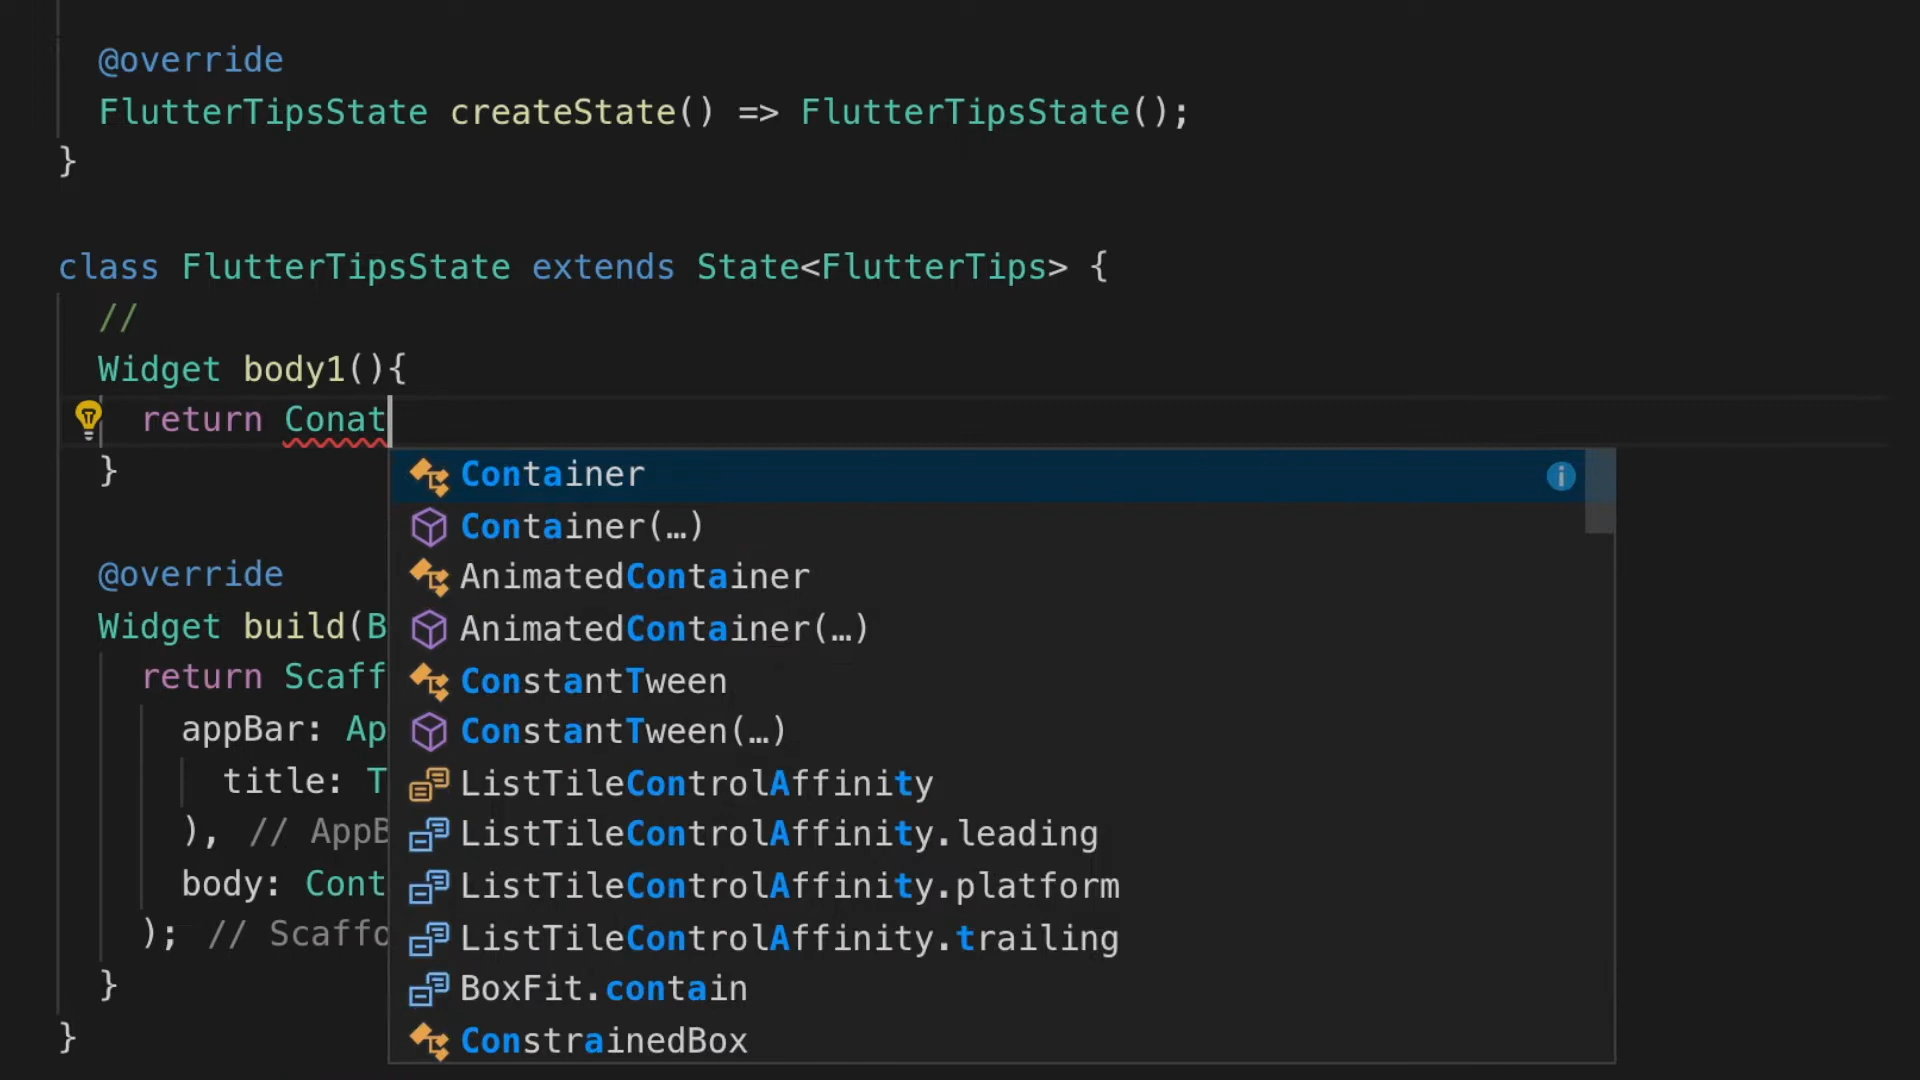 @override
FlutterTipsState createState() => FlutterTipsState();
}
class FlutterTipsState extends State<FlutterTips> {
//
Widget body1(){
return Conat
}
Container
Container(…)
@override
AnimatedContainer
Widget build(B
AnimatedContainer(…)
return Scaff
ConstantTween
appBar: Ap
ConstantTween(…)
title: T
ListTileControlAffinity
), // AppB
ListTileControlAffinity.leading
body: Cont
ListTileControlAffinity.platform
); // Scaffo
ListTileControlAffinity.trailing
}
BoxFit.contain
}
ConstrainedBox